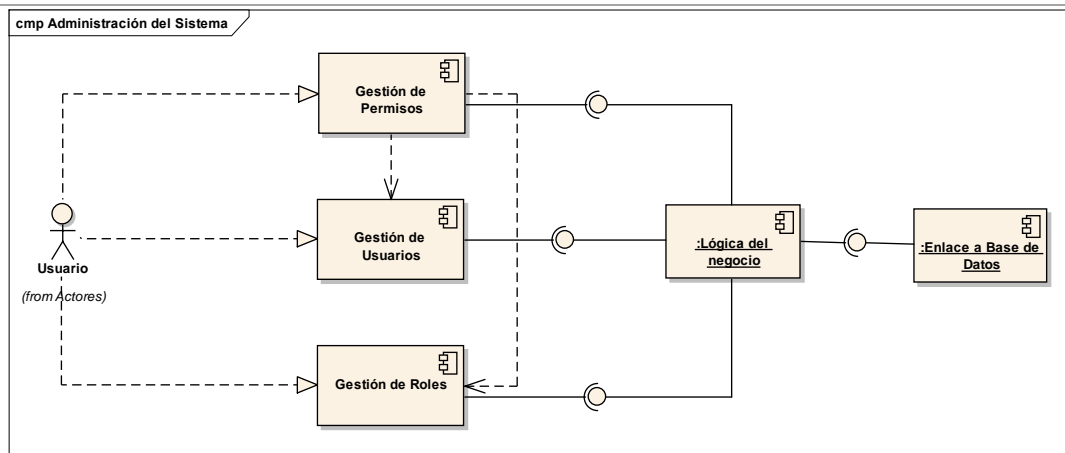 cmp Administración del Sistema
Gestión de
Permisos
Gestión de
Usuarios
:Lógica del
negocio
:Enlace a Base de
Datos
Usuario
(from Actores)
Gestión de Roles